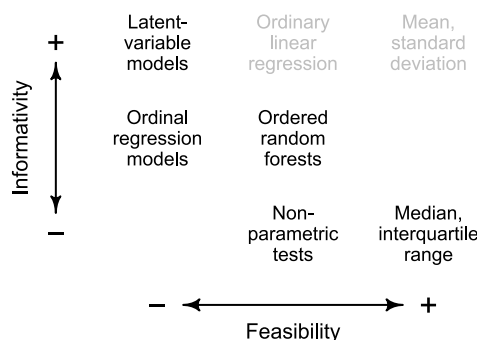 +
Latent-
variable
models
Ordinary
linear
regression
Mean,
standard
deviation
Informativity
Ordinal
regression
models
Ordered
random
forests
–
Non-
parametric
tests
Median,
interquartile
range
– +
Feasibility